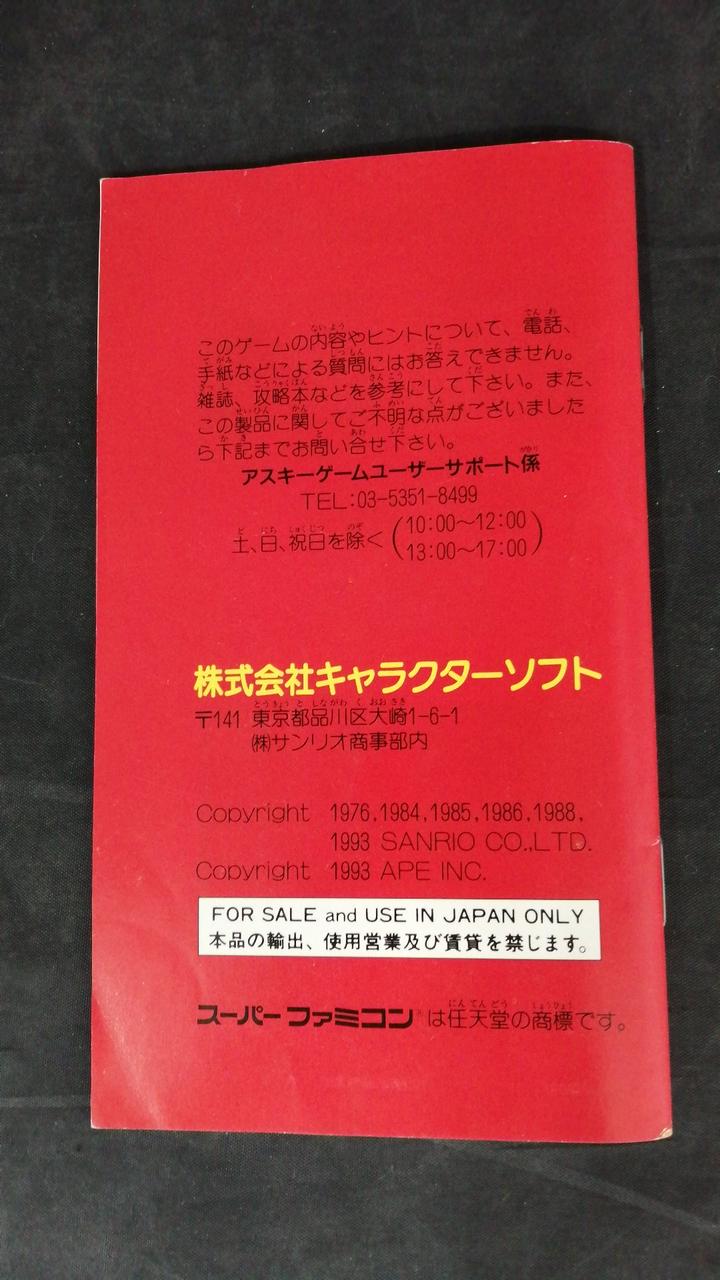 このゲームの内容やヒントについて、電話、
手紙などによる質問にはお答えできません。
雑誌、攻略本などを参考にして下さい。また、
この製品に関してご不明な点がございました
ら下記までお問い合せ下さい。
アスキーゲームユーザーサポート係
TEL:03-5351-8499
土、日、祝日を除く(10:00〜12:00
13:00〜17:00)
株式会社キャラクターソフト
〒141 東京都品川区大崎1-6-1
㈱サンリオ商事部内
Copyright 1976,1984,1985,1986,1988,
1993 SANRIO CO.,LTD.
Copyright 1993 APE INC.
FOR SALE and USE IN JAPAN ONLY
本品の輸出、使用営業及び賃貸を禁じます。
スーパーファミコン®は任天堂の商標です。